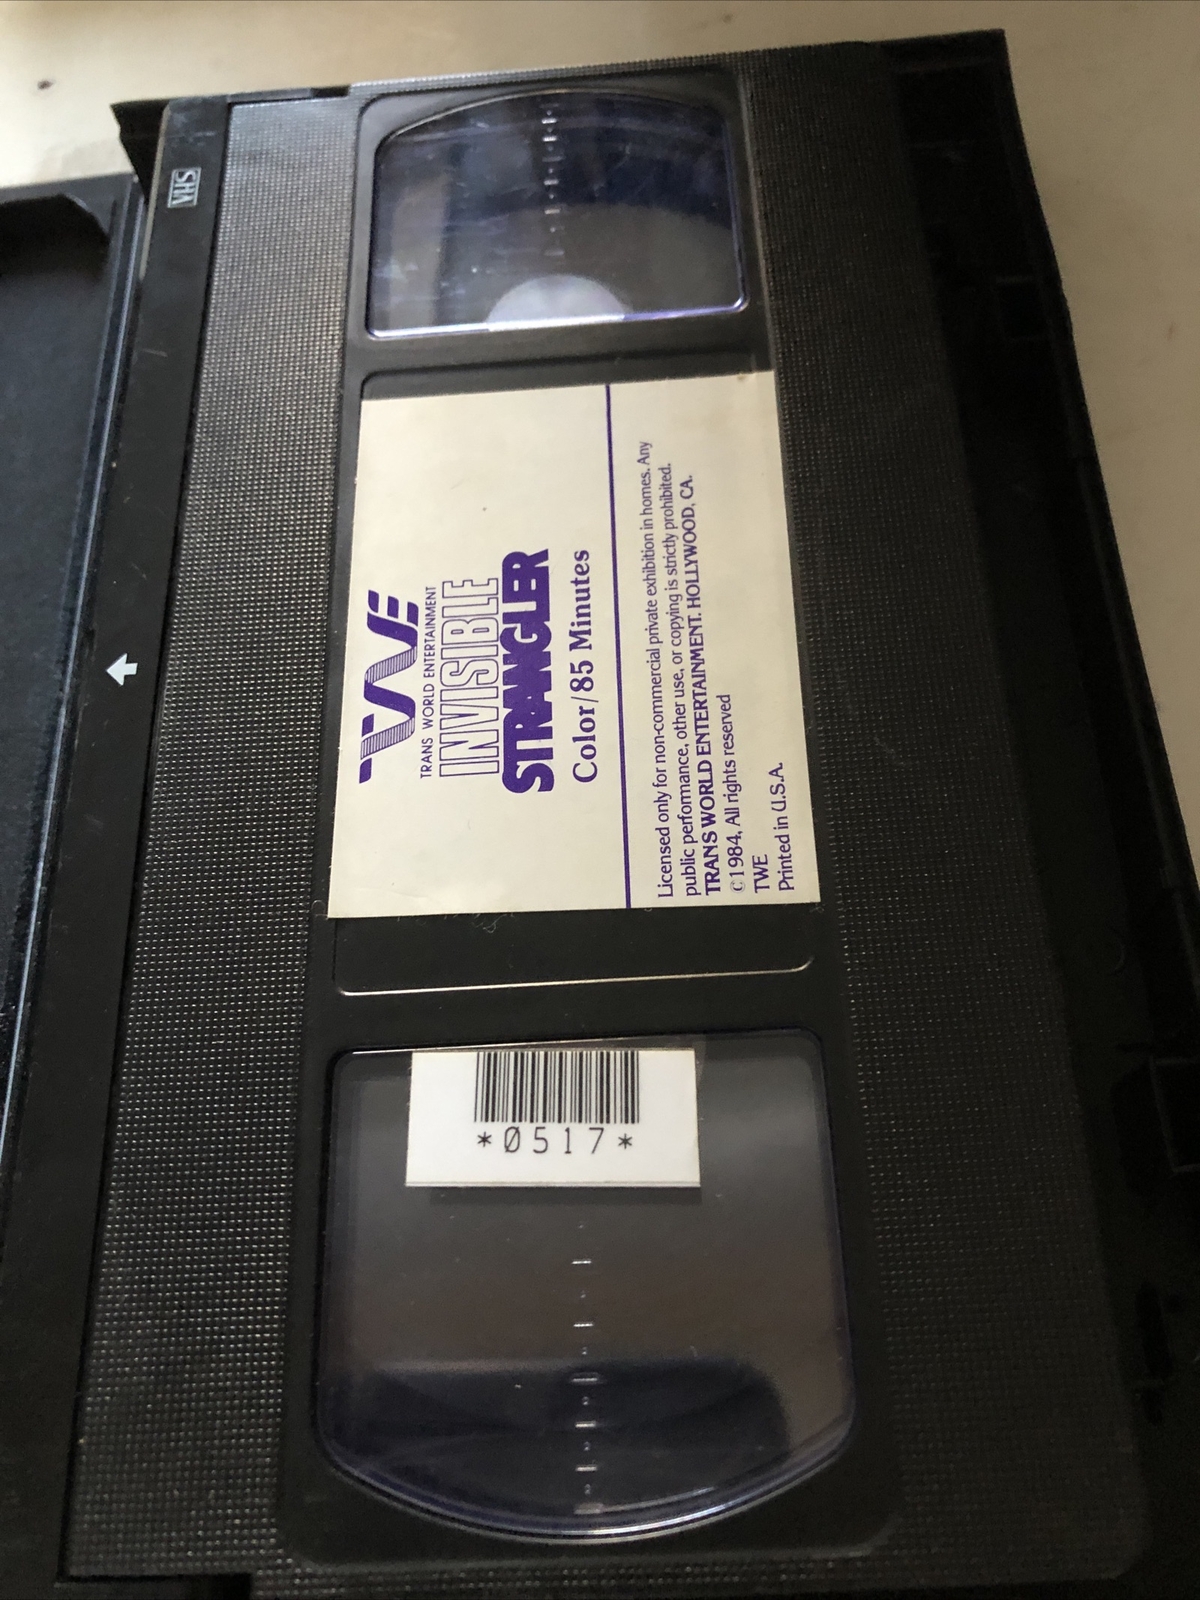 VHS
TWE
TRANS WORLD ENTERTAINMENT
INVISIBLE
STRANGLER
Color/85 Minutes
Licensed only for non-commercial private exhibition in homes. Any
public performance, other use, or copying is strictly prohibited.
TRANS WORLD ENTERTAINMENT. HOLLYWOOD, CA.
©1984, All rights reserved
TWE
Printed in U.S.A.
*0517*